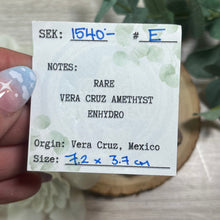 SEK: 1540- # E
NOTES:
RARE
VERA CRUZ AMETHYST
ENHYDRO
Orgin: Vera Cruz, Mexico
Size: 7.2 x 3.7 cm